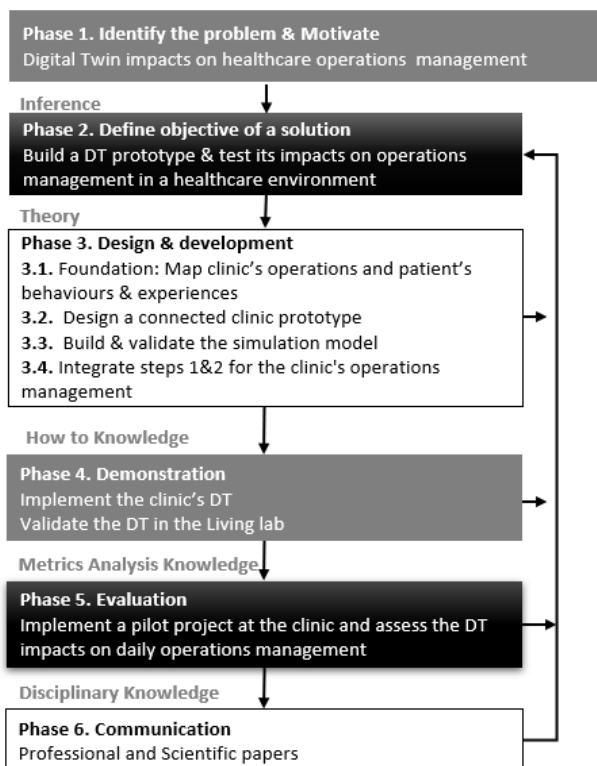 Phase 1. Identify the problem & Motivate
Digital Twin impacts on healthcare operations management
Inference
Phase 2. Define objective of a solution
Build a DT prototype & test its impacts on operations
management in a healthcare environment
Theory
Phase 3. Design & development
3.1. Foundation: Map clinic's operations and patient's
behaviours & experiences
3.2. Design a connected clinic prototype
3.3. Build & validate the simulation model
3.4. Integrate steps 1&2 for the clinic's operations
management
How to Knowledge
Phase 4. Demonstration
Implement the clinic's DT
Validate the DT in the Living lab
Metrics Analysis Knowledge
Phase 5. Evaluation
Implement a pilot project at the clinic and assess the DT
impacts on daily operations management
Disciplinary Knowledge
Phase 6. Communication
Professional and Scientific papers